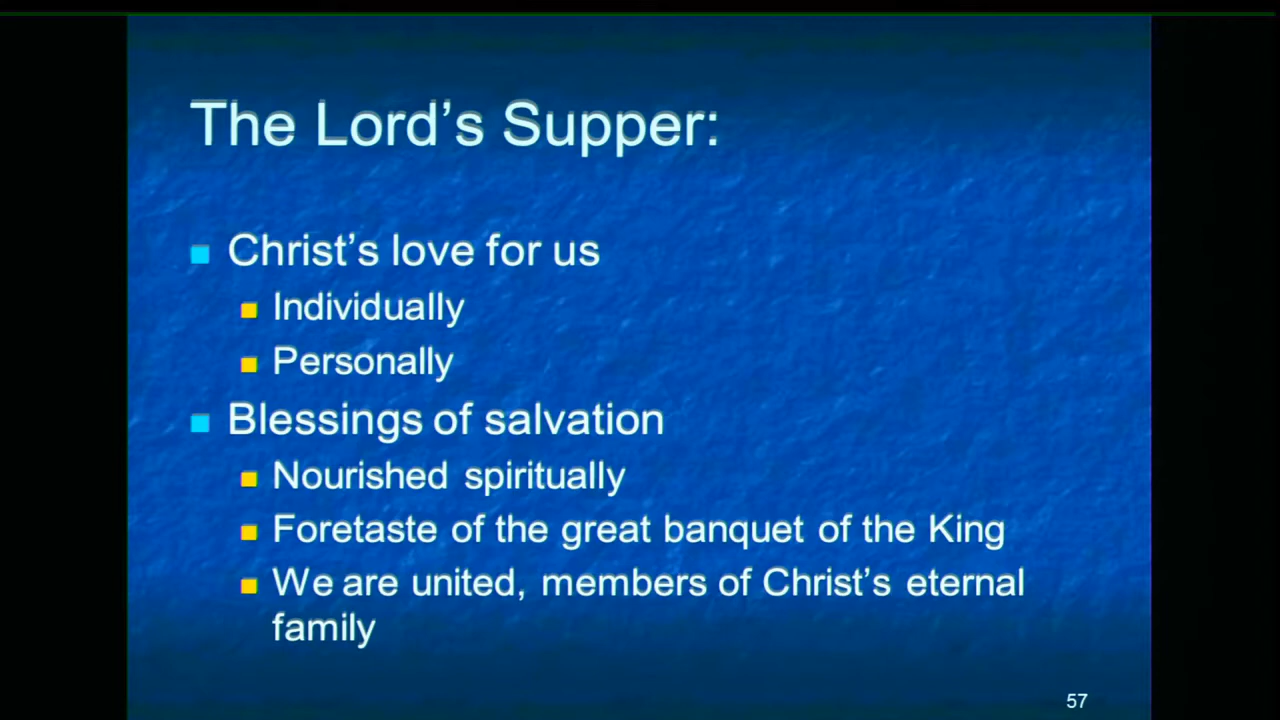 The Lord’s Supper:
Christ’s love for us
Individually
Personally
Blessings of salvation
Nourished spiritually
Foretaste of the great banquet of the King
We are united, members of Christ’s eternal
family
57